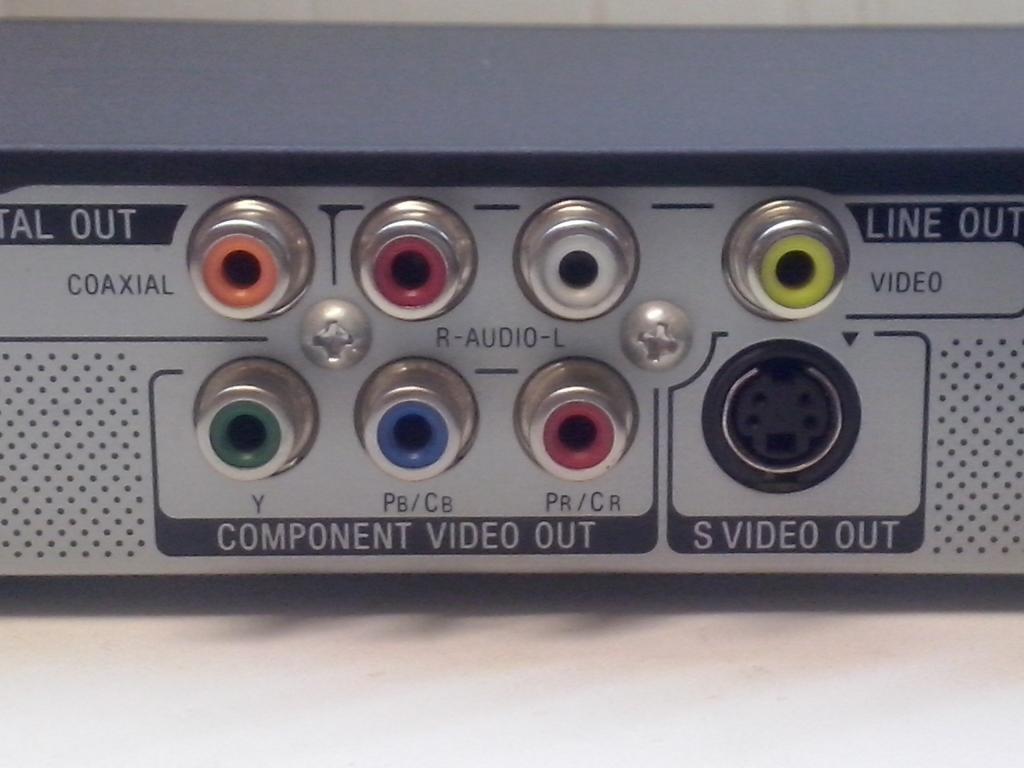 TAL OUT
COAXIAL
R-AUDIO-L
LINE OUT
VIDEO
Y
PB/CB
PR/CR
COMPONENT VIDEO OUT
S VIDEO OUT